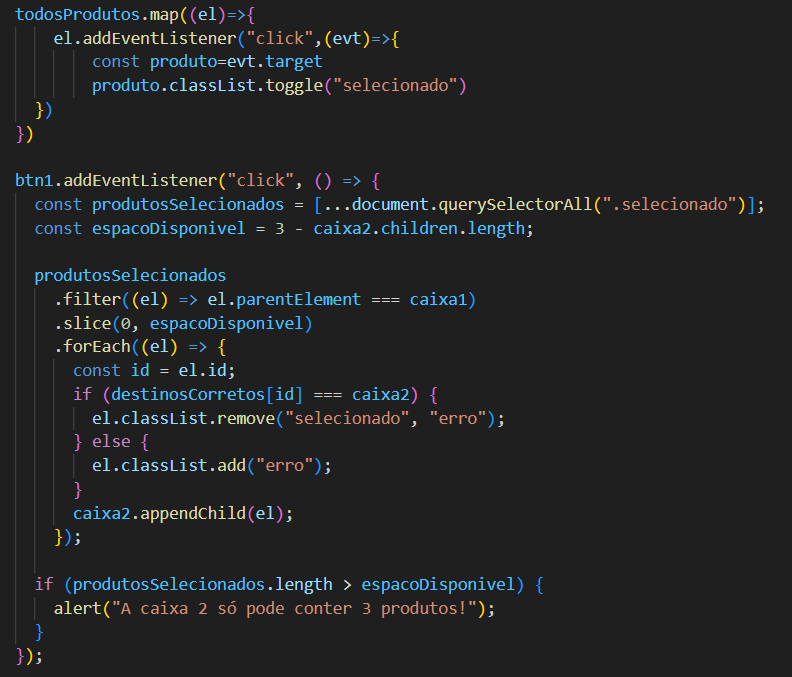 todosProdutos.map((el)=>{
    el.addEventListener("click",(evt)=>{
        const produto=evt.target
        produto.classList.toggle("selecionado")
  })
})

btn1.addEventListener("click", () => {
  const produtosSelecionados = [...document.querySelectorAll(".selecionado")];
  const espacoDisponivel = 3 - caixa2.children.length;

  produtosSelecionados
    .filter((el) => el.parentElement === caixa1)
    .slice(0, espacoDisponivel)
    .forEach((el) => {
      const id = el.id;
      if (destinosCorretos[id] === caixa2) {
        el.classList.remove("selecionado", "erro");
      } else {
        el.classList.add("erro");
      }
      caixa2.appendChild(el);
    });

  if (produtosSelecionados.length > espacoDisponivel) {
    alert("A caixa 2 só pode conter 3 produtos!");
  }
});